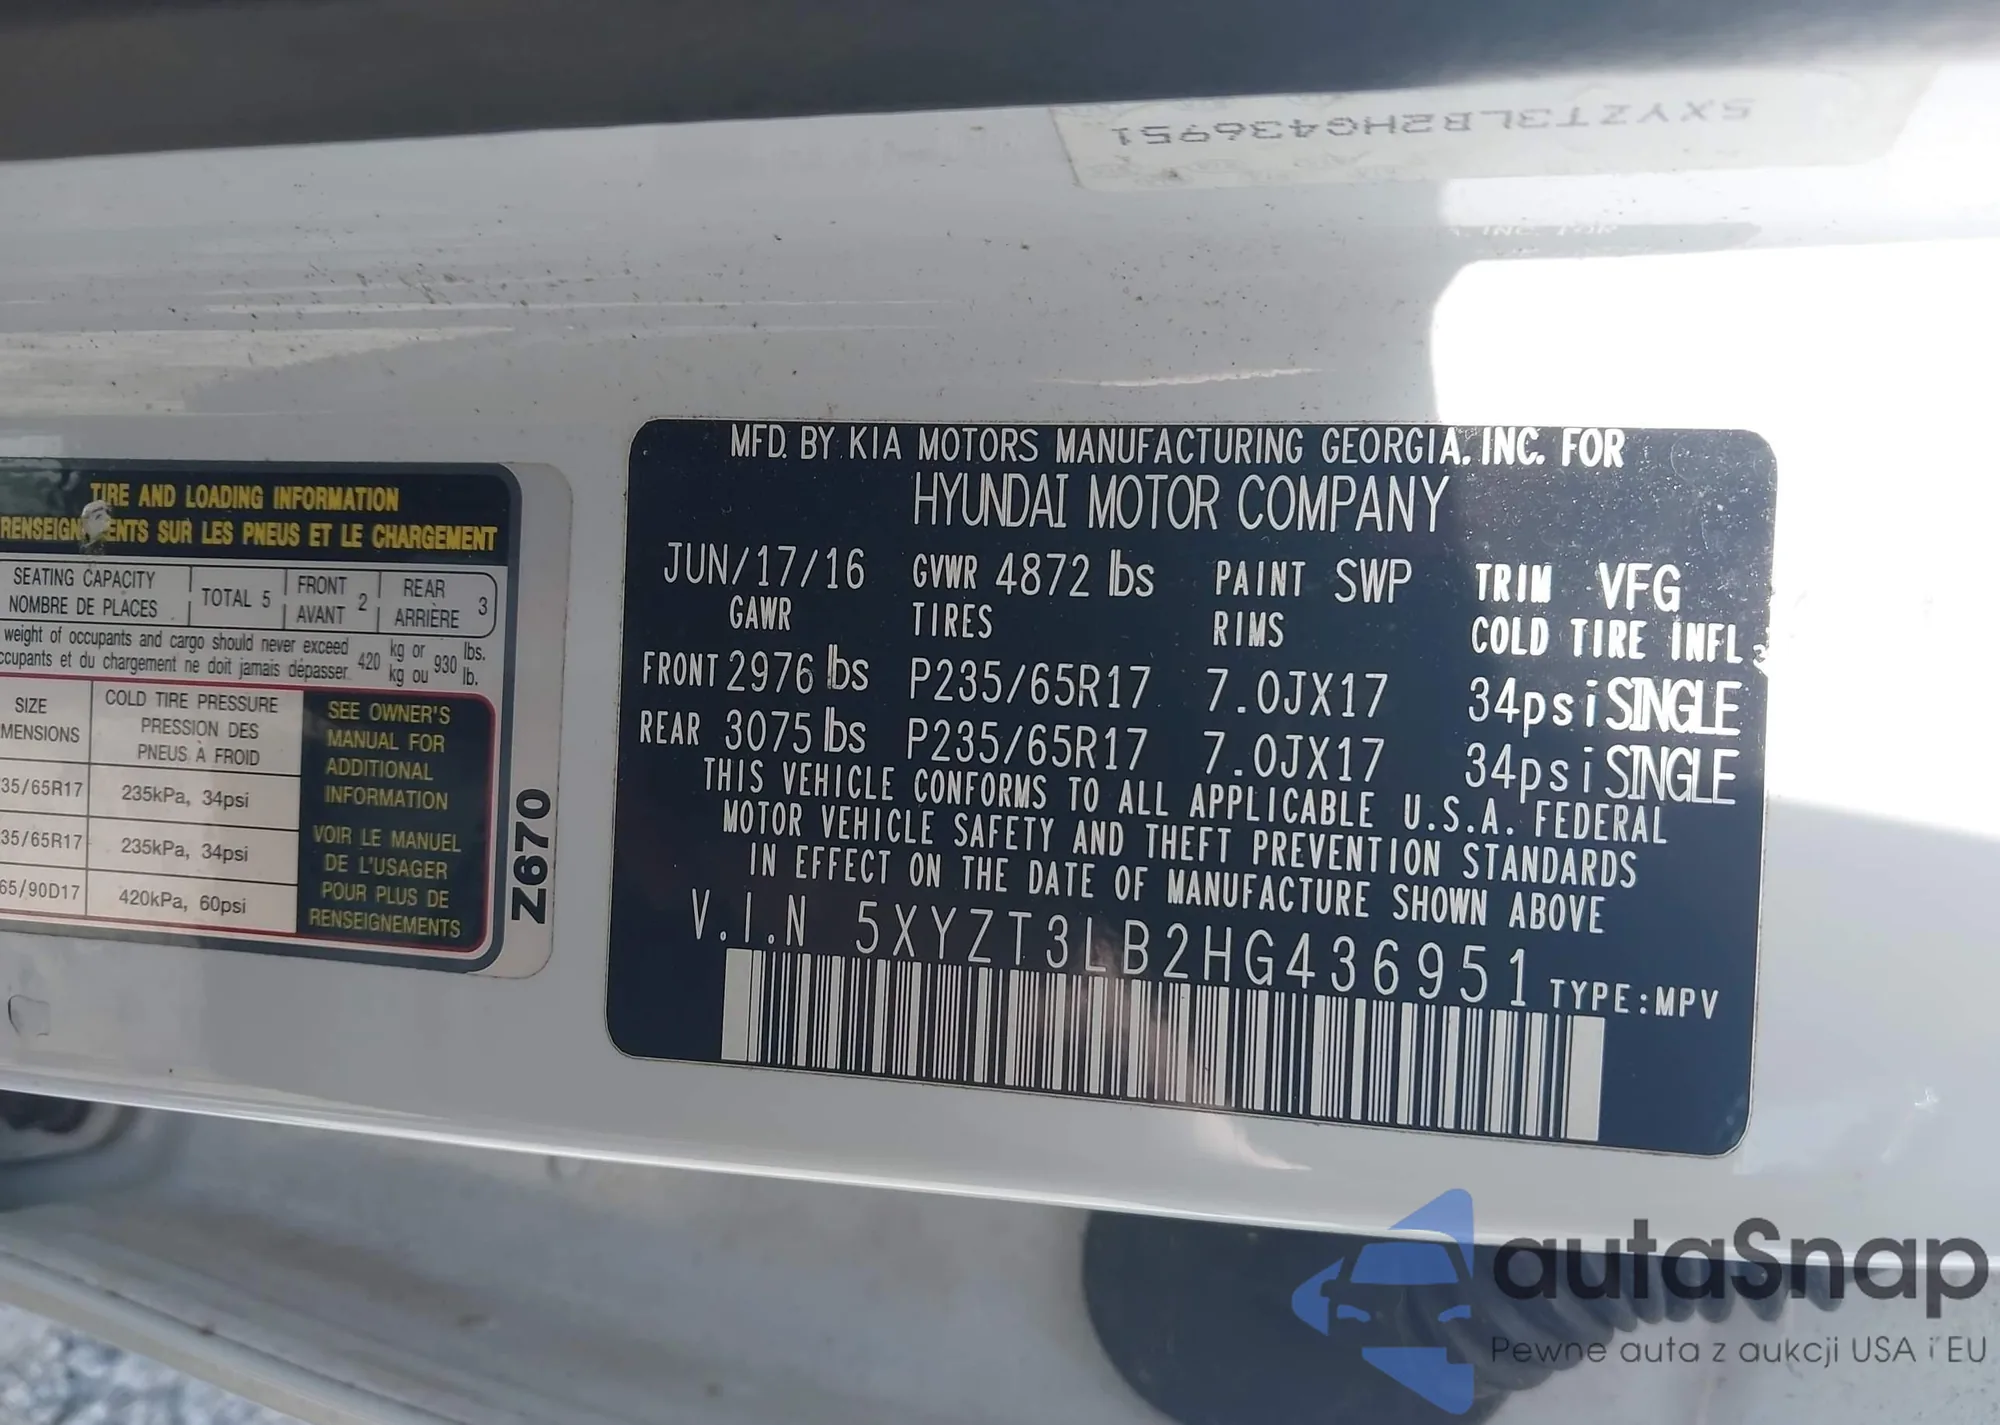 5XYZT3LB2HG436951
MFD. BY KIA MOTORS MANUFACTURING GEORGIA. INC. FOR
HYUNDAI MOTOR COMPANY
JUN/17/16 GVWR 4872 lbs PAINT SWP TRIM VFG
GAWR TIRES RIMS COLD TIRE INFL
FRONT 2976 lbs P235/65R17 7.0JX17 34psi SINGLE
REAR 3075 lbs P235/65R17 7.0JX17 34psi SINGLE
THIS VEHICLE CONFORMS TO ALL APPLICABLE U.S.A. FEDERAL
MOTOR VEHICLE SAFETY AND THEFT PREVENTION STANDARDS
IN EFFECT ON THE DATE OF MANUFACTURE SHOWN ABOVE
V.I.N 5XYZT3LB2HG436951 TYPE:MPV
TIRE AND LOADING INFORMATION
RENSEIGNEMENTS SUR LES PNEUS ET LE CHARGEMENT
SEATING CAPACITY
NOMBRE DE PLACES
TOTAL 5
FRONT
AVANT 2
REAR
ARRIÈRE 3
weight of occupants and cargo should never exceed 420 kg or 930 lbs.
ccupants et du chargement ne doit jamais dépasser 420 kg ou 930 lb.
SIZE
MENSIONS
COLD TIRE PRESSURE
PRESSION DES
PNEUS À FROID
35/65R17 235kPa, 34psi
35/65R17 235kPa, 34psi
65/90D17 420kPa, 60psi
SEE OWNER'S
MANUAL FOR
ADDITIONAL
INFORMATION
VOIR LE MANUEL
DE L'USAGER
POUR PLUS DE
RENSEIGNEMENTS
Z670
autaSnap
Pewne auta z aukcji USA i EU